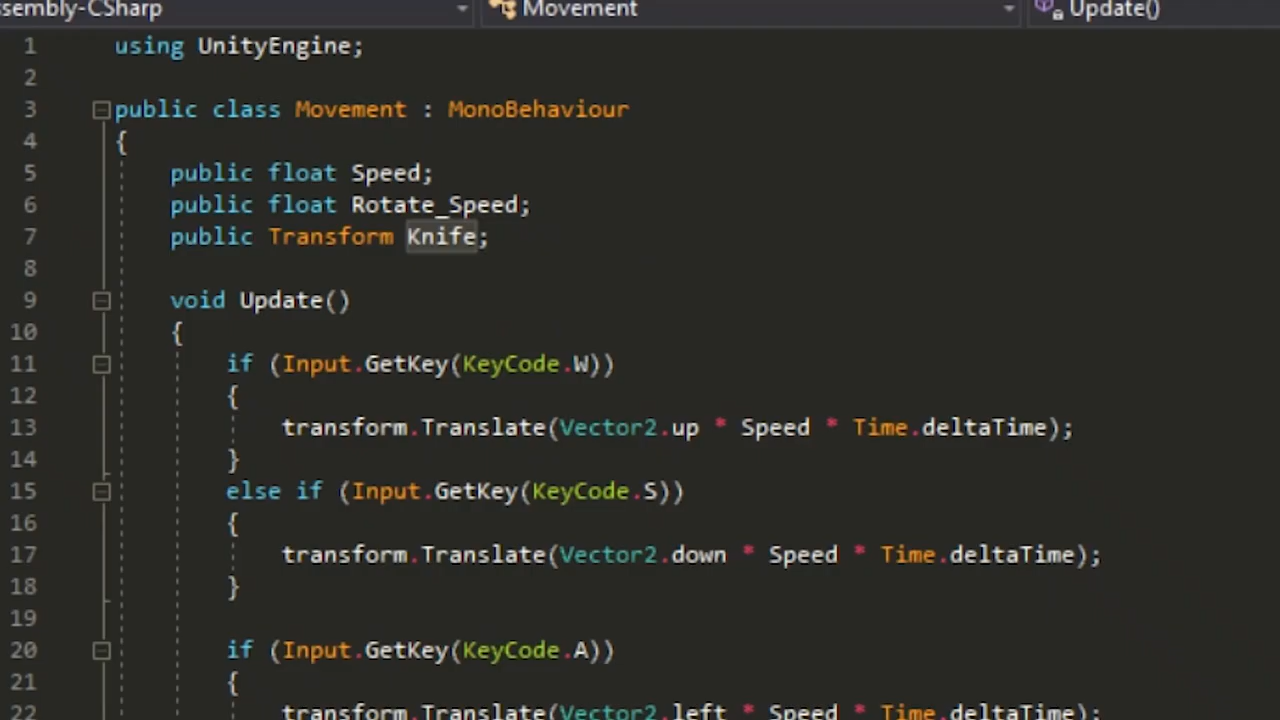 ssembly-CSharp Movement Update()
1 using UnityEngine;
2
3 public class Movement : MonoBehaviour
4 {
5 public float Speed;
6 public float Rotate_Speed;
7 public Transform Knife;
8
9 void Update()
10 {
11 if (Input.GetKey(KeyCode.W))
12 {
13 transform.Translate(Vector2.up * Speed * Time.deltaTime);
14 }
15 else if (Input.GetKey(KeyCode.S))
16 {
17 transform.Translate(Vector2.down * Speed * Time.deltaTime);
18 }
19
20 if (Input.GetKey(KeyCode.A))
21 {
22 transform.Translate(Vector2.left * Speed * Time.deltaTime);